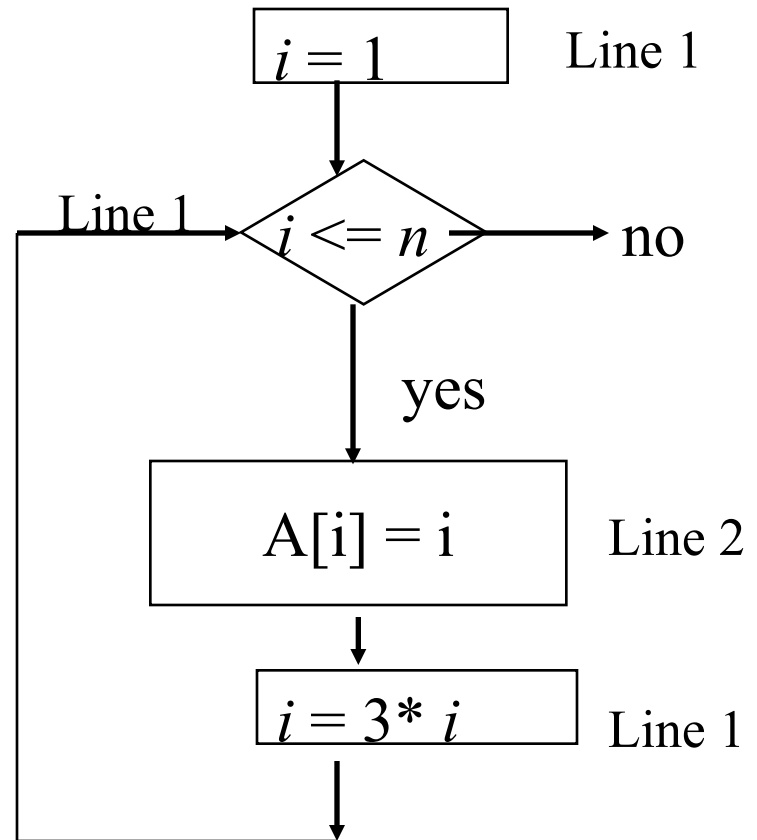 i = 1
Line 1
Line 1
i <= n
no
yes
A[i] = i
Line 2
i = 3* i
Line 1